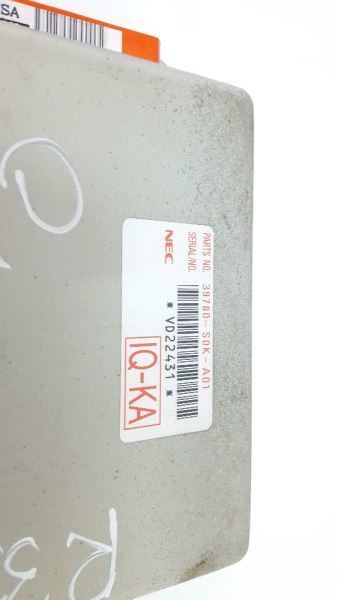 SA
PARTS NO. 39780-S0K-A01
SERIAL/NO.
NEC
* VD22431 *
IQ-KA